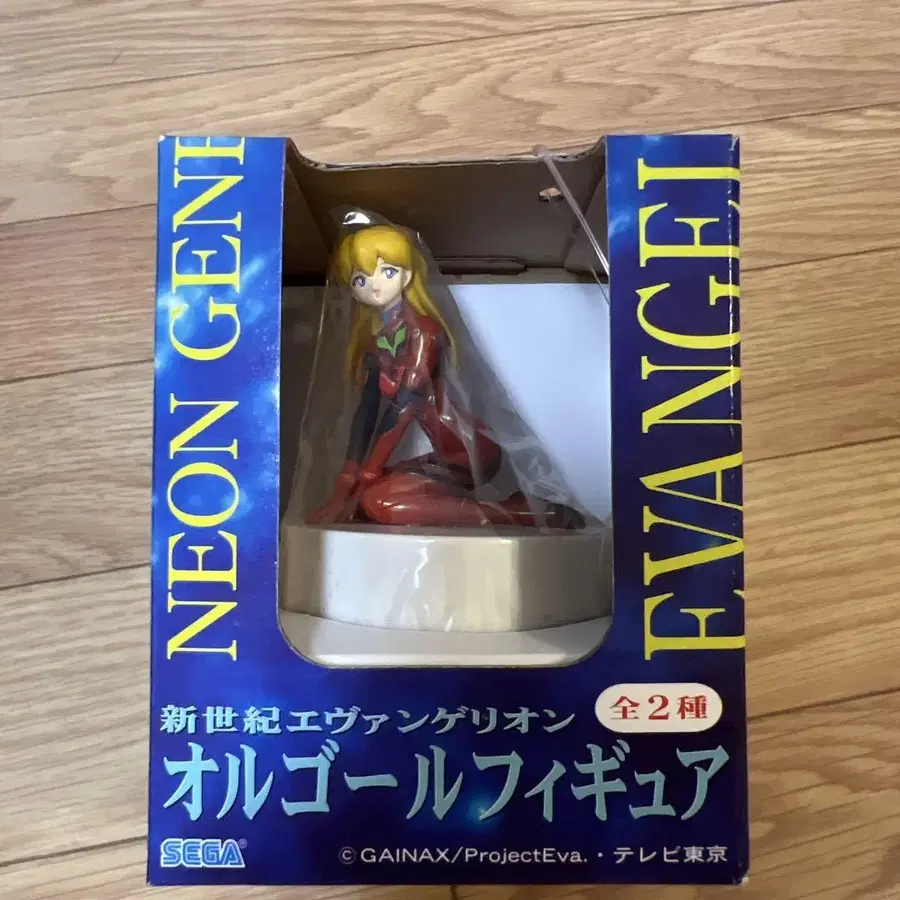 NEON GENE
EVANGEL
新世紀エヴァンゲリオン
全2種
オルゴールフィギュア
SEGA®
©GAINAX/ProjectEva.・テレビ東京